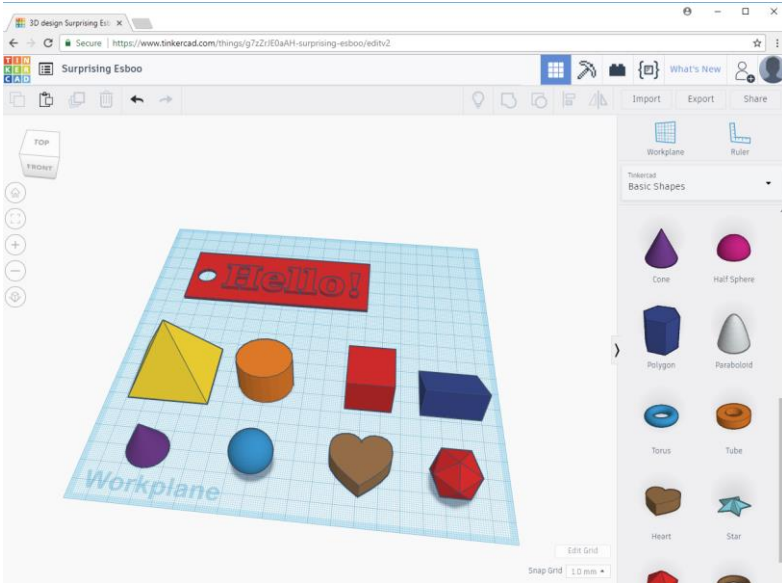 3D design Surprising Esb
Secure | https://www.tinkercad.com/things/g7zZrJE0aAH-surprising-esboo/editv2
TIN
KER
CAD
Surprising Esboo
What's New
Import Export Share
TOP
FRONT
Workplane Ruler
Tinkercad
Basic Shapes
Hello!
Cone Half Sphere
Polygon Paraboloid
Torus Tube
Workplane
Heart Star
Edit Grid
Snap Grid 1.0 mm